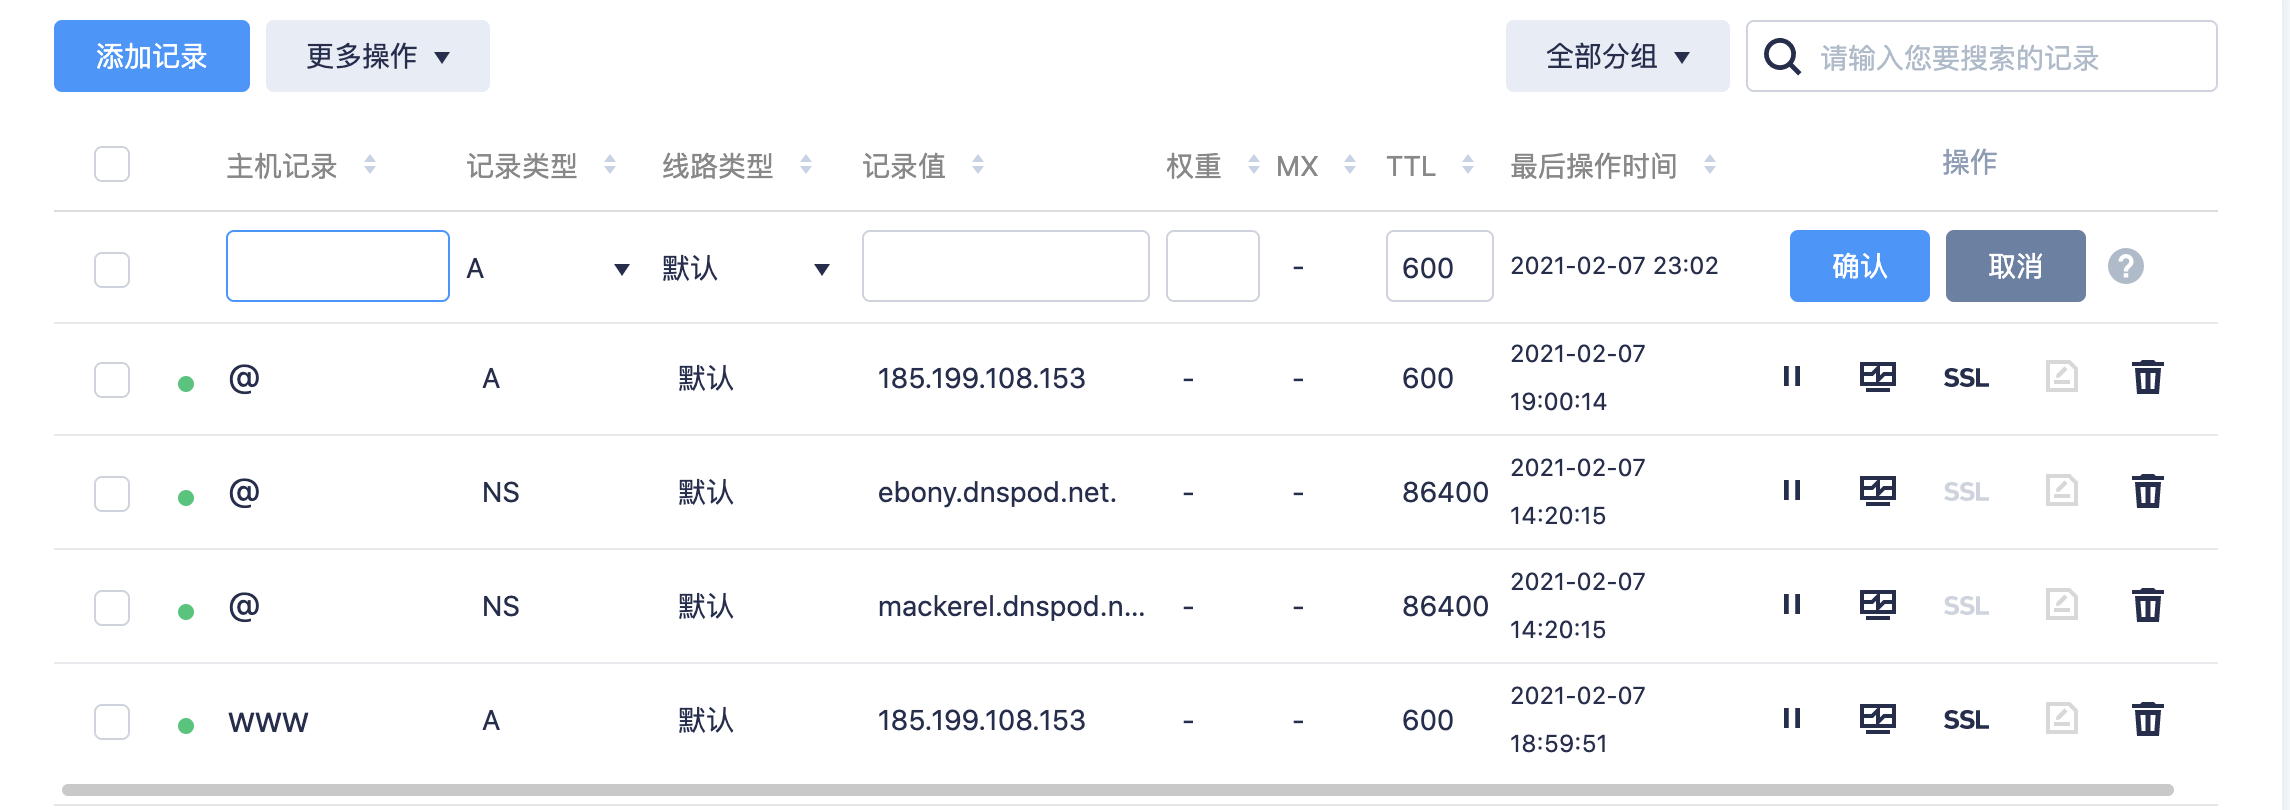 添加记录 更多操作 全部分组 请输入您要搜索的记录
主机记录 记录类型 线路类型 记录值 权重 MX TTL 最后操作时间 操作
A 默认 - 600 2021-02-07 23:02 确认 取消 ?
@ A 默认 185.199.108.153 - - 600 2021-02-07 19:00:14 SSL
@ NS 默认 ebony.dnspod.net. - - 86400 2021-02-07 14:20:15 SSL
@ NS 默认 mackerel.dnspod.n... - - 86400 2021-02-07 14:20:15 SSL
www A 默认 185.199.108.153 - - 600 2021-02-07 18:59:51 SSL